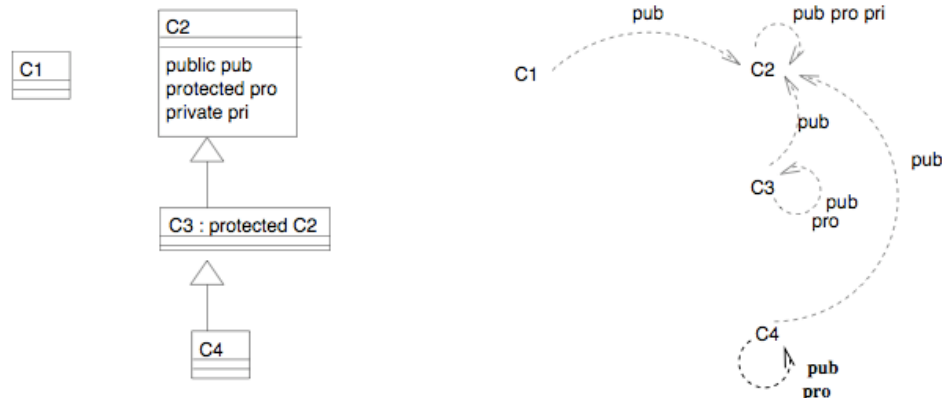 C1
C2
public pub
protected pro
private pri
C3 : protected C2
C4
pub
pub pro pri
C1
C2
pub
pub
C3
pub
pro
C4
pub
pro